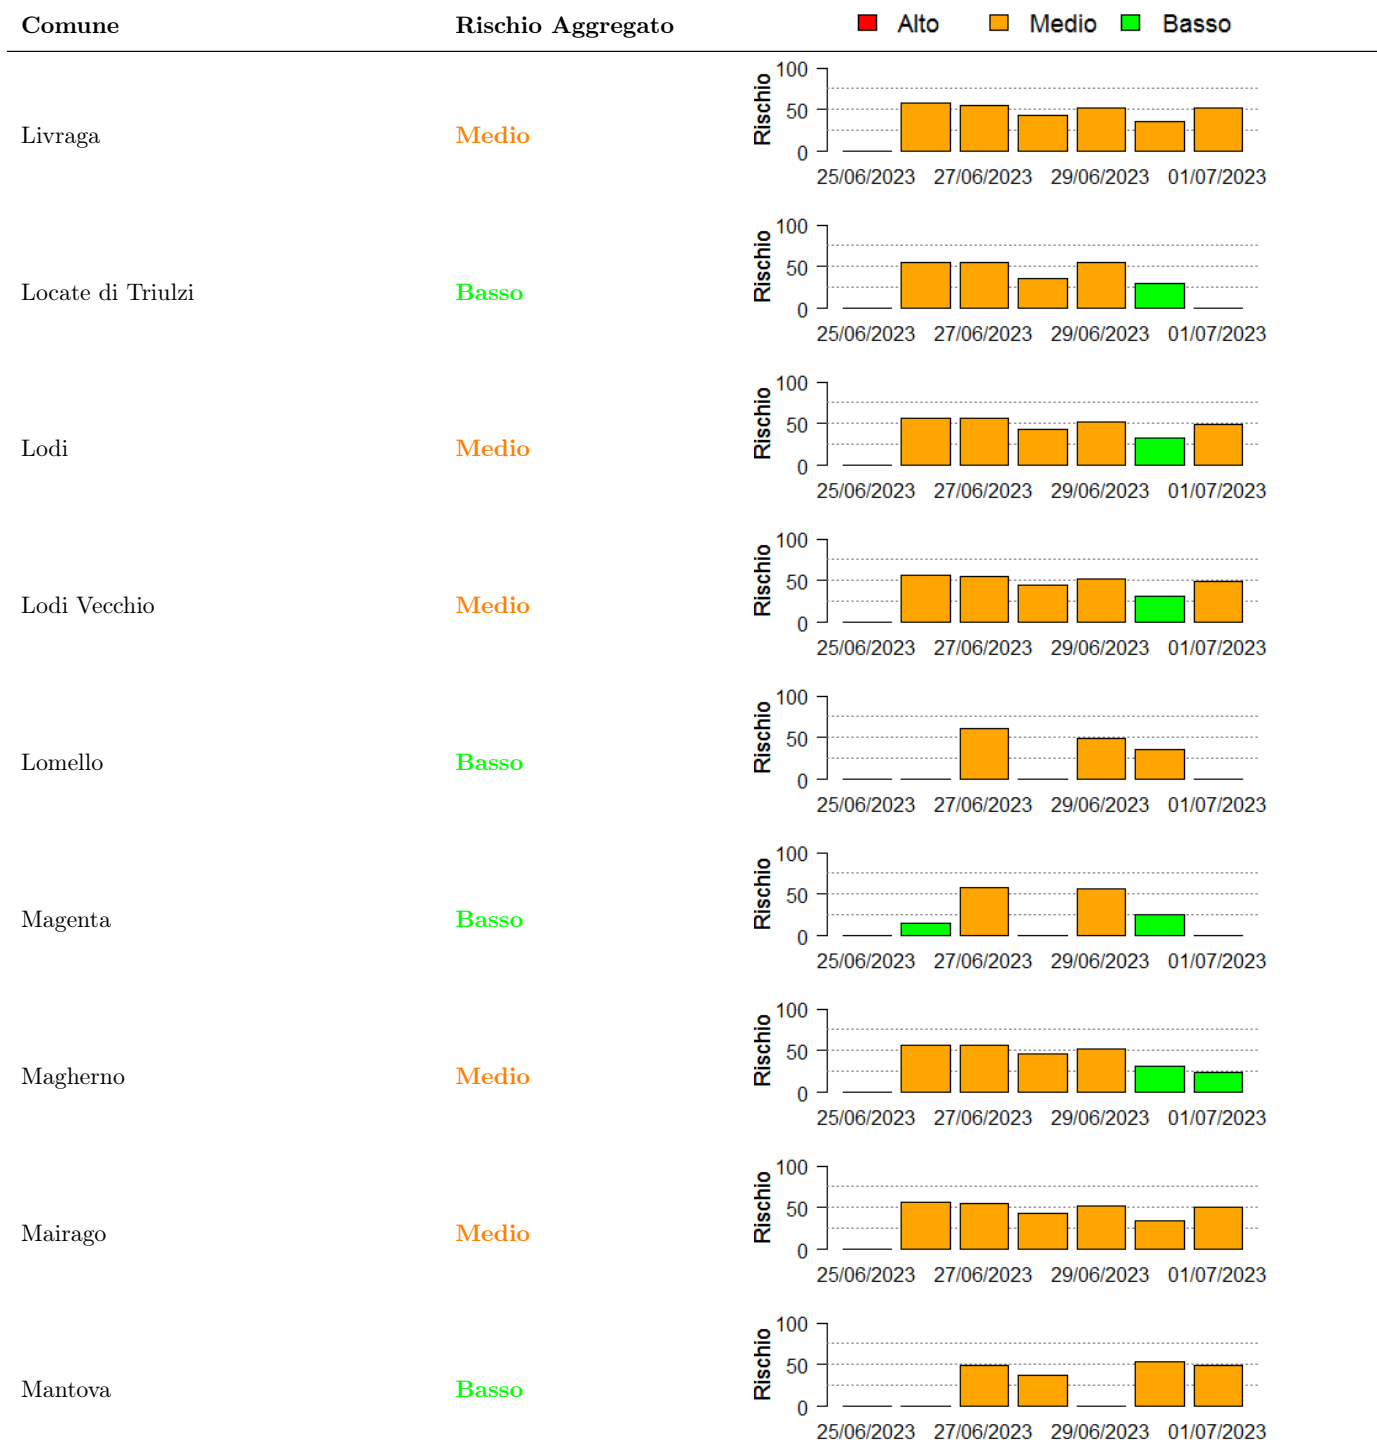 Comune Rischio Aggregato Alto Medio Basso
100
50
0
Rischio
Livraga Medio
25/06/2023 27/06/2023 29/06/2023 01/07/2023
100
50
0
Rischio
Locate di Triulzi Basso
25/06/2023 27/06/2023 29/06/2023 01/07/2023
100
50
0
Rischio
Lodi Medio
25/06/2023 27/06/2023 29/06/2023 01/07/2023
100
50
0
Rischio
Lodi Vecchio Medio
25/06/2023 27/06/2023 29/06/2023 01/07/2023
100
50
0
Rischio
Lomello Basso
25/06/2023 27/06/2023 29/06/2023 01/07/2023
100
50
0
Rischio
Magenta Basso
25/06/2023 27/06/2023 29/06/2023 01/07/2023
100
50
0
Rischio
Magherno Medio
25/06/2023 27/06/2023 29/06/2023 01/07/2023
100
50
0
Rischio
Mairago Medio
25/06/2023 27/06/2023 29/06/2023 01/07/2023
100
50
0
Rischio
Mantova Basso
25/06/2023 27/06/2023 29/06/2023 01/07/2023